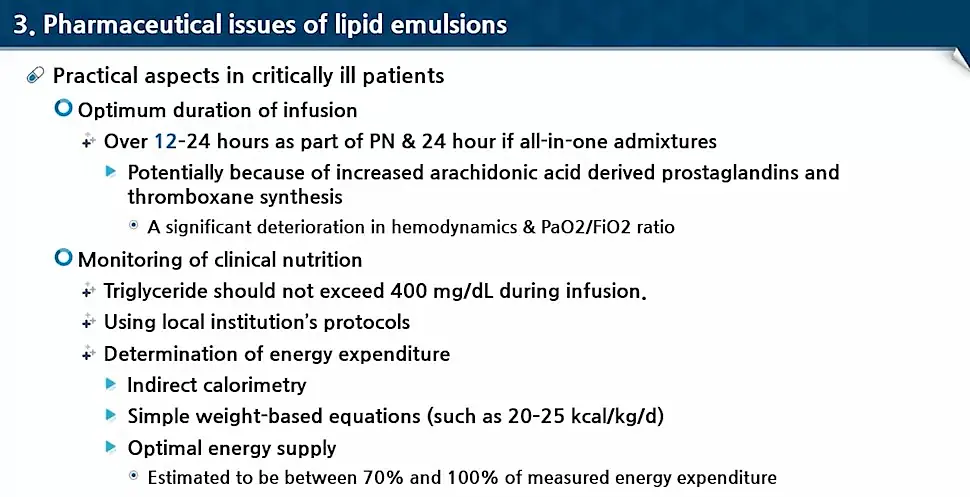 3. Pharmaceutical issues of lipid emulsions
Practical aspects in critically ill patients
Optimum duration of infusion
Over 12-24 hours as part of PN & 24 hour if all-in-one admixtures
Potentially because of increased arachidonic acid derived prostaglandins and
thromboxane synthesis
A significant deterioration in hemodynamics & PaO2/FiO2 ratio
Monitoring of clinical nutrition
Triglyceride should not exceed 400 mg/dL during infusion.
Using local institution's protocols
Determination of energy expenditure
Indirect calorimetry
Simple weight-based equations (such as 20-25 kcal/kg/d)
Optimal energy supply
Estimated to be between 70% and 100% of measured energy expenditure